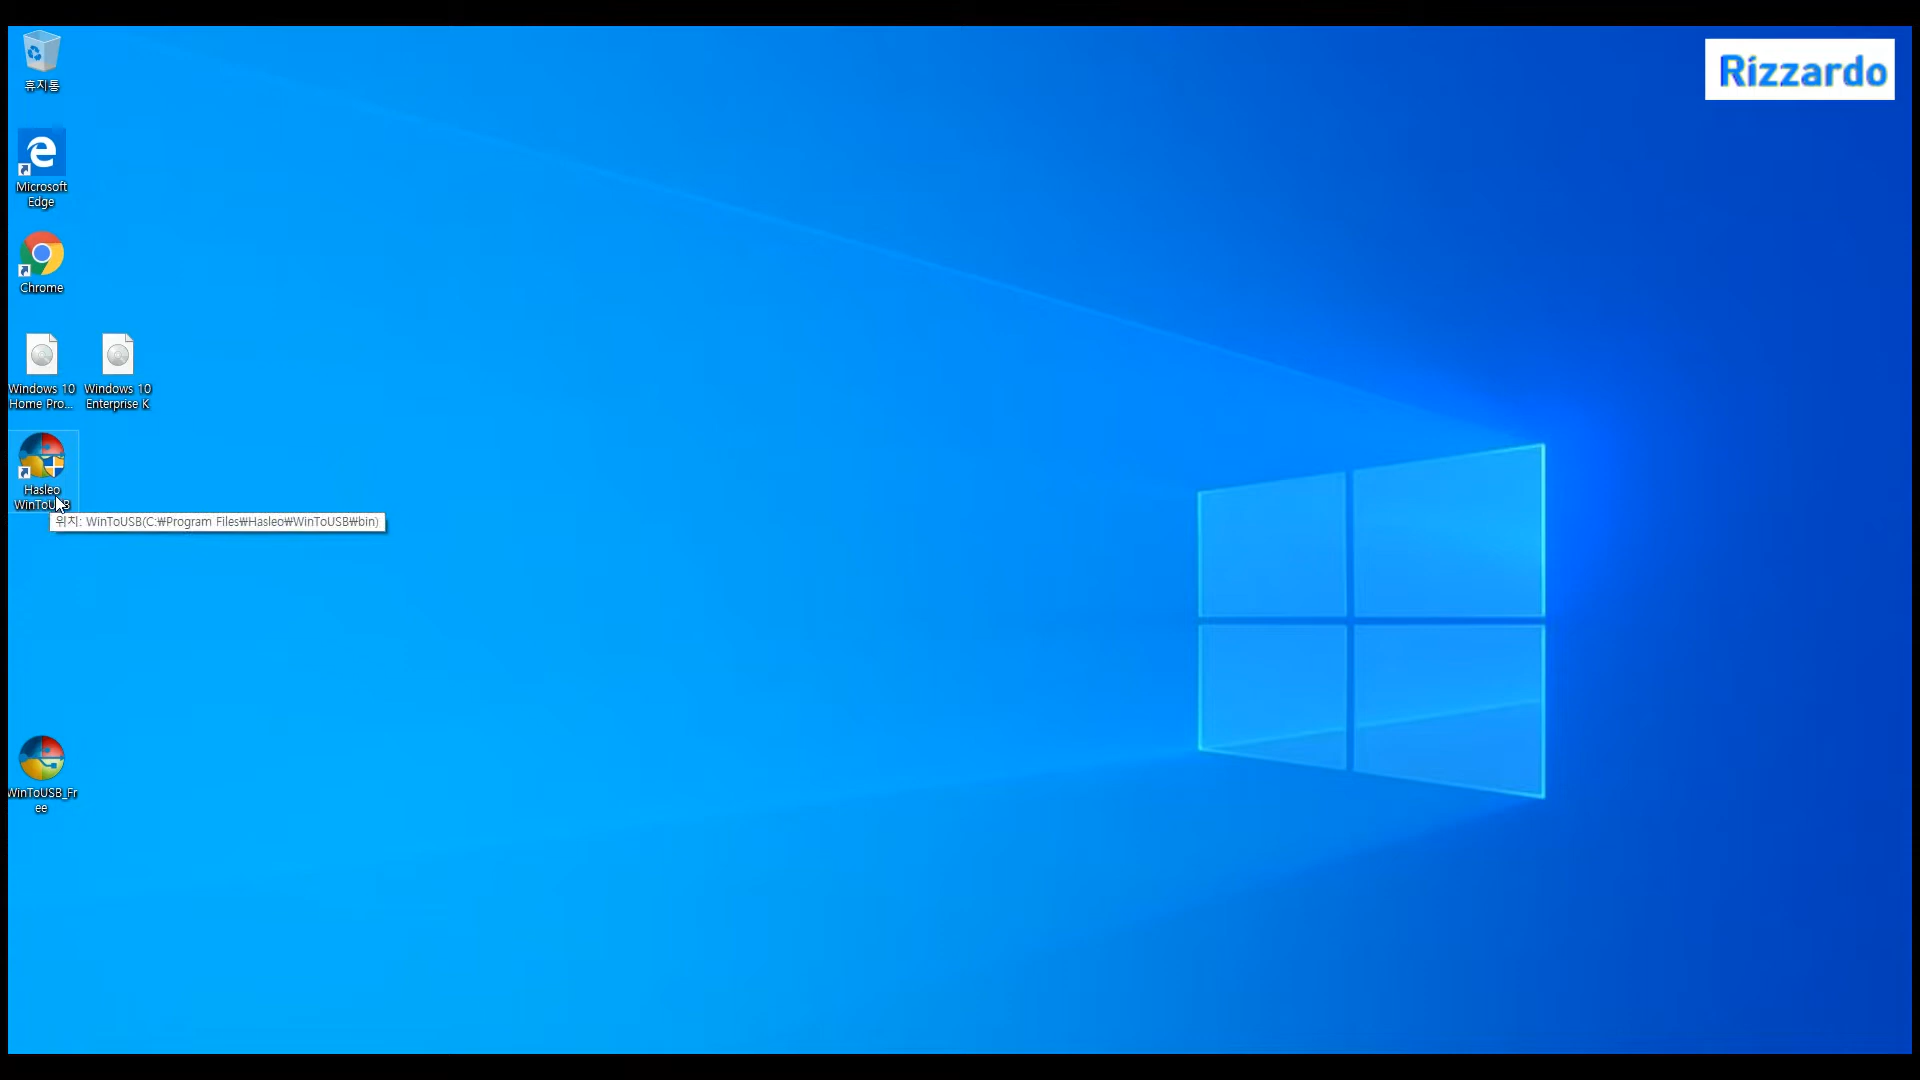 Rizzardo
휴지통
Microsoft
Edge
Chrome
Windows 10
Home Pro...
Windows 10
Enterprise K
Hasleo
WinToUSB
위치: WinToUSB(C:₩Program Files₩Hasleo₩WinToUSB₩bin)
WinToUSB_Fr
ee